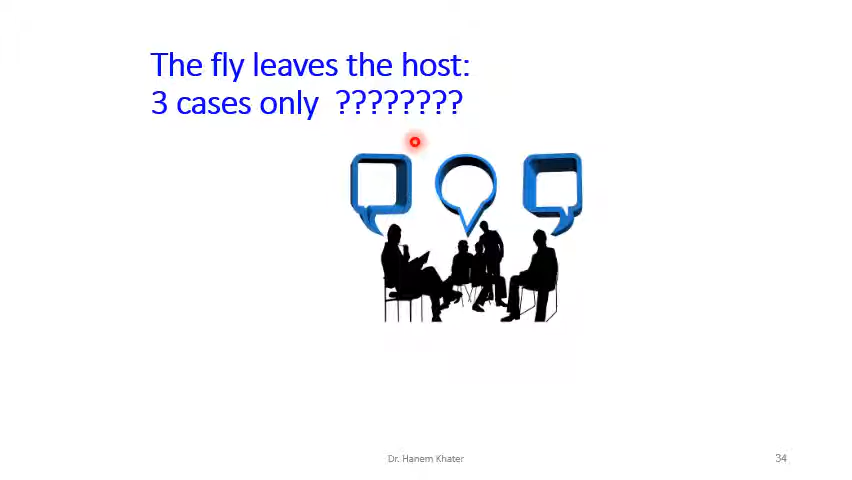 The fly leaves the host:
3 cases only ????????
Dr. Hanem Khater
34